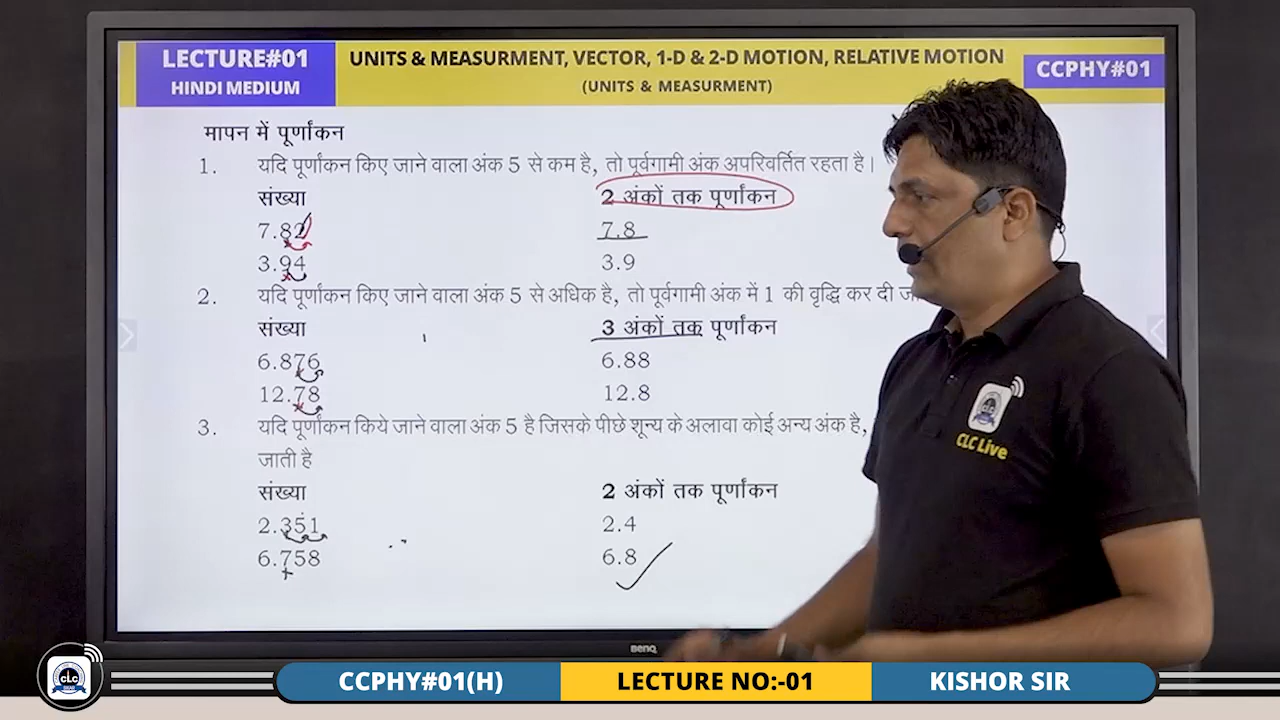 LECTURE#01
HINDI MEDIUM
UNITS & MEASURMENT, VECTOR, 1-D & 2-D MOTION, RELATIVE MOTION
(UNITS & MEASURMENT)
CCPHY#01
मापन में पूर्णांकन
1. यदि पूर्णांकन किए जाने वाला अंक 5 से कम है, तो पूर्वगामी अंक अपरिवर्तित रहता है।
संख्या 2 अंकों तक पूर्णांकन
7.82 7.8
3.94 3.9
2. यदि पूर्णांकन किए जाने वाला अंक 5 से अधिक है, तो पूर्वगामी अंक में 1 की वृद्धि कर दी
संख्या 3 अंकों तक पूर्णांकन
6.876 6.88
12.78 12.8
3. यदि पूर्णांकन किये जाने वाला अंक 5 है जिसके पीछे शून्य के अलावा कोई अन्य अंक है,
जाती है
संख्या 2 अंकों तक पूर्णांकन
2.351 2.4
6.758 6.8
CLC Live
BenQ
CLC
CCPHY#01(H)
LECTURE NO:-01
KISHOR SIR